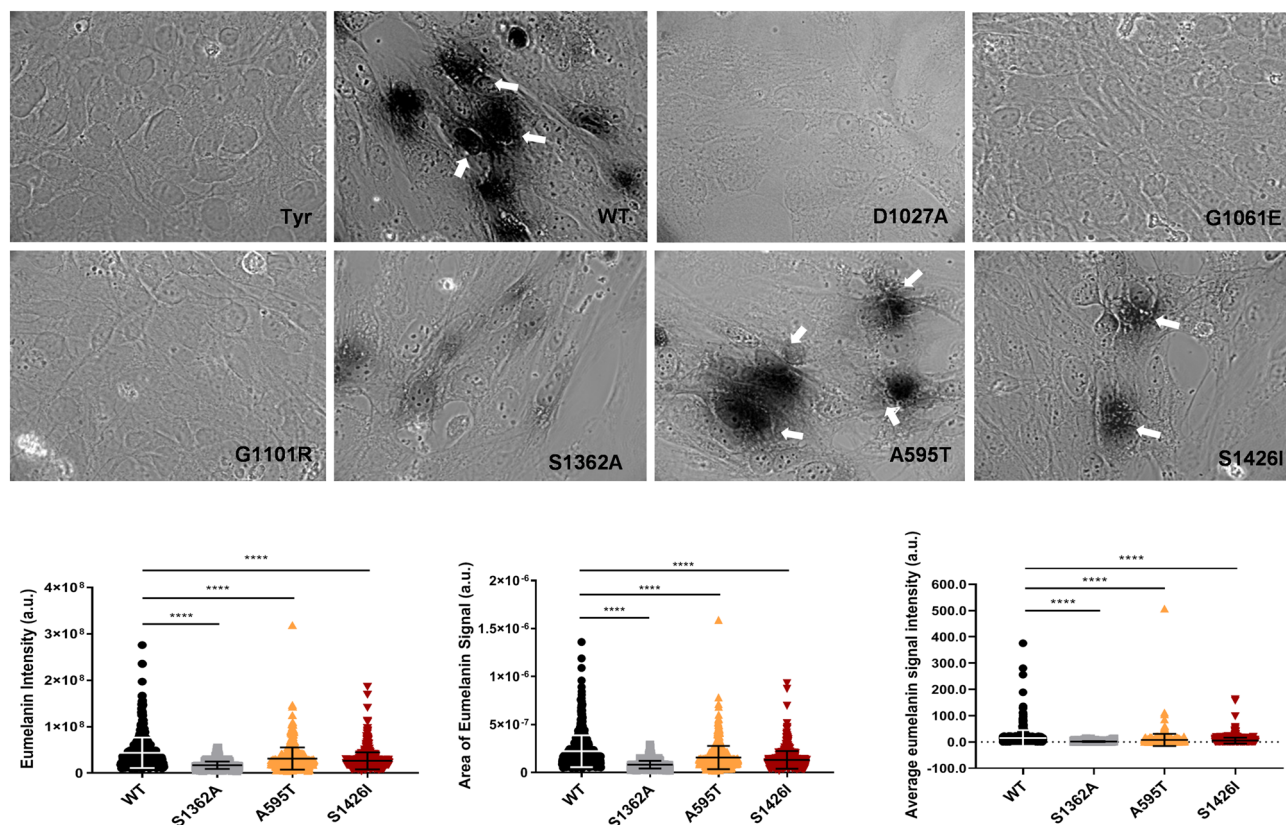 Tyr
WT
D1027A
G1061E
G1101R
S1362A
A595T
S1426I
Eumelanin Intensity (a.u.)
4×10⁸
3×10⁸
2×10⁸
1×10⁸
0
****
****
****
WT
S1362A
A595T
S1426I
Area of Eumelanin Signal (a.u.)
2×10⁻⁶
1.5×10⁻⁶
1×10⁻⁶
5×10⁻⁷
0
****
****
****
WT
S1362A
A595T
S1426I
Average eumelanin signal intensity (a.u.)
600.0
500.0
400.0
300.0
200.0
100.0
0.0
-100.0
****
****
****
WT
S1362A
A595T
S1426I